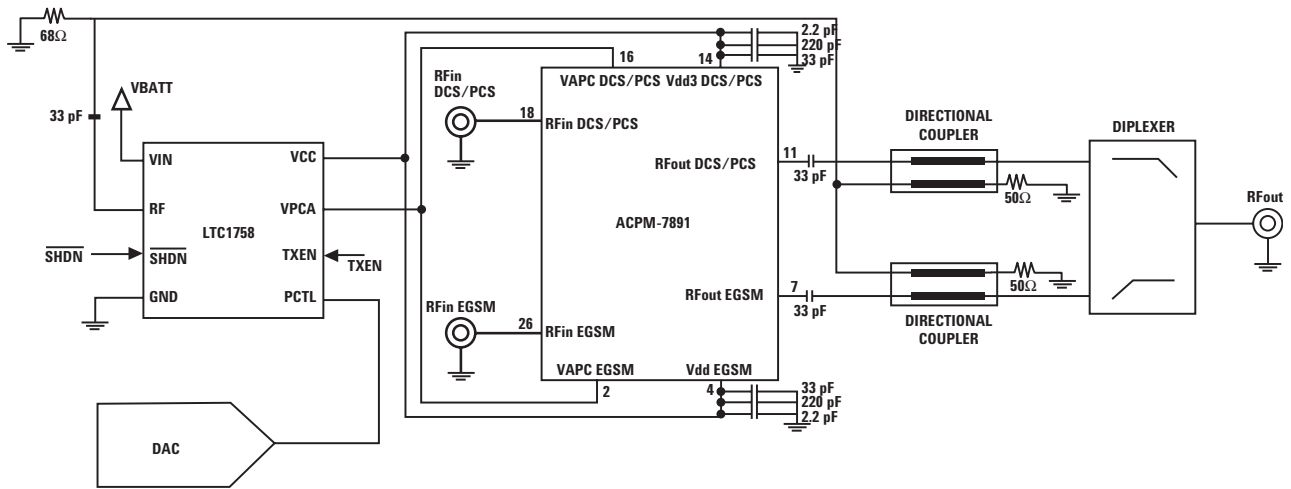 68Ω
2.2 pF
220 pF
33 pF
16
14
VAPC DCS/PCS Vdd3 DCS/PCS
RFin
DCS/PCS
18
RFin DCS/PCS
VBATT
33 pF
VIN
VCC
RF
VPCA
LTC1758
SHDN
SHDN
TXEN
TXEN
GND
PCTL
RFout DCS/PCS
11
33 pF
ACPM-7891
DIRECTIONAL
COUPLER
50Ω
DIPLEXER
RFout
RFin EGSM
26
RFin EGSM
RFout EGSM
7
33 pF
50Ω
DIRECTIONAL
COUPLER
VAPC EGSM
Vdd EGSM
2
4
33 pF
220 pF
2.2 pF
DAC